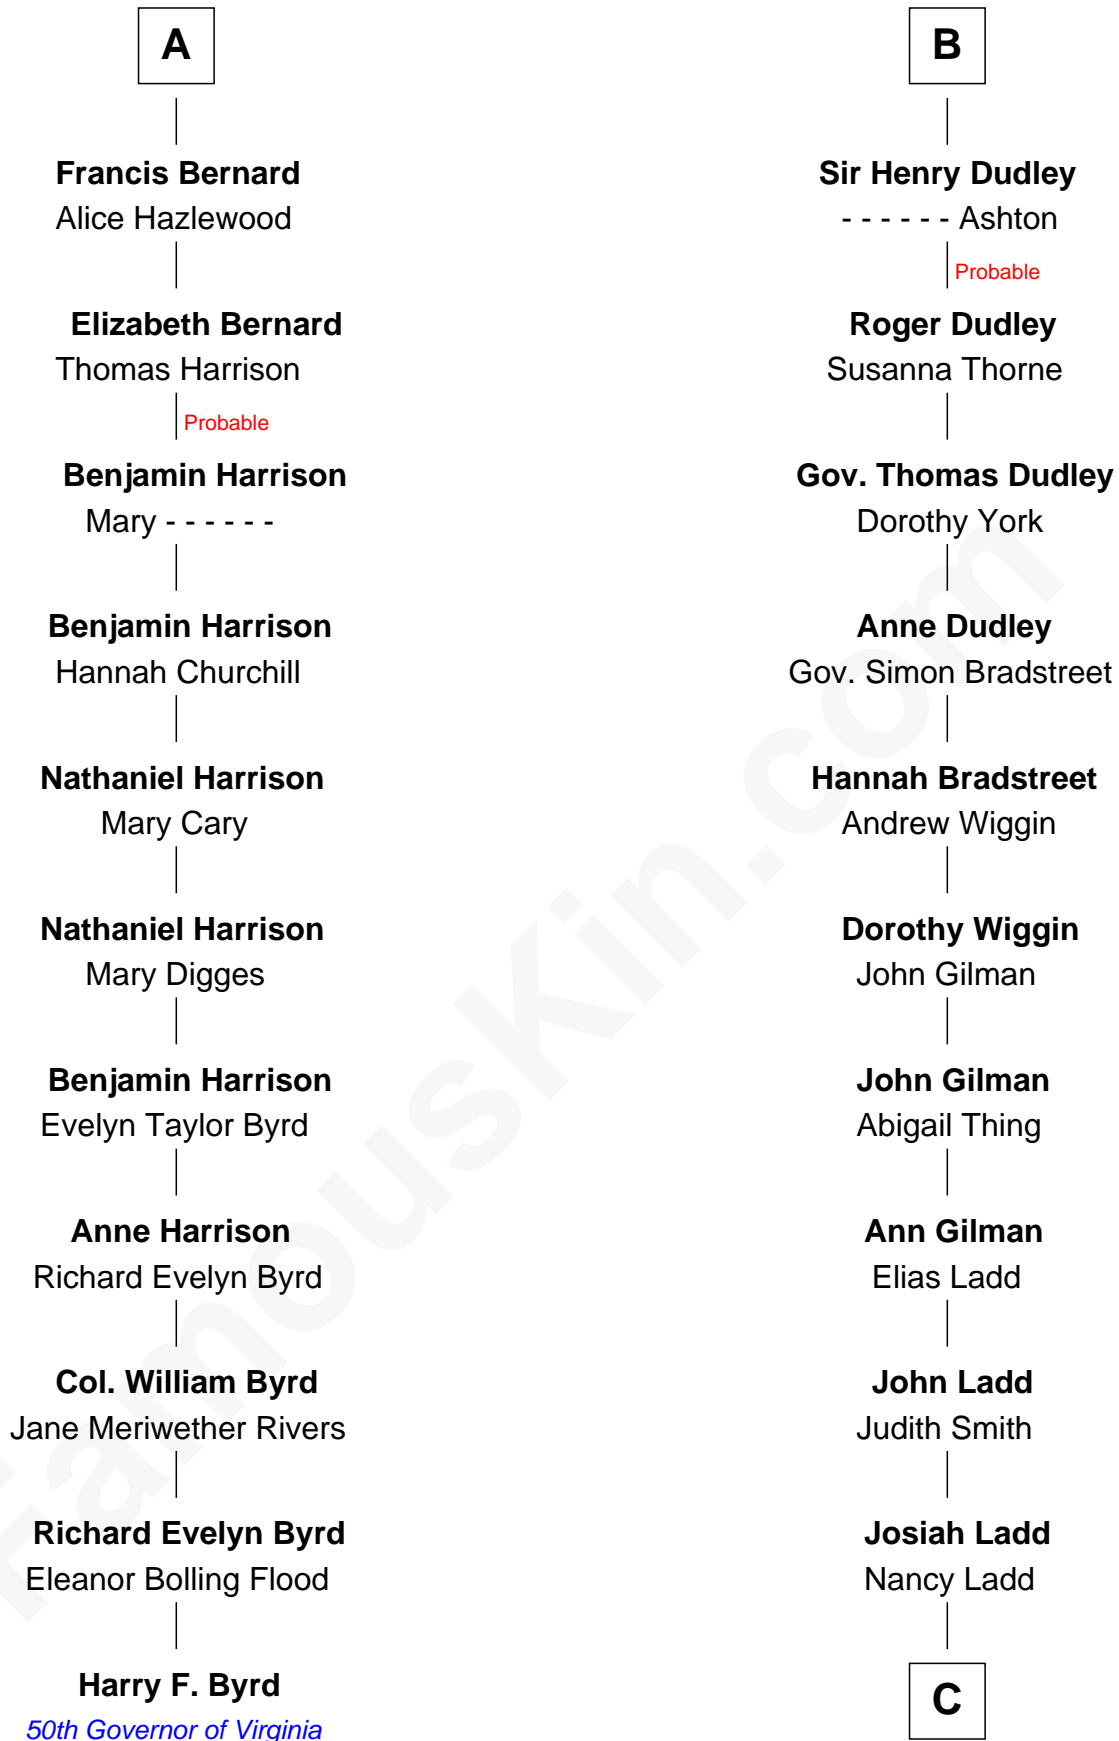 A
Francis Bernard
Alice Hazlewood
Elizabeth Bernard
Thomas Harrison
Probable
Benjamin Harrison
Mary - - - - - -
Benjamin Harrison
Hannah Churchill
Nathaniel Harrison
Mary Cary
Nathaniel Harrison
Mary Digges
Benjamin Harrison
Evelyn Taylor Byrd
Anne Harrison
Richard Evelyn Byrd
Col. William Byrd
Jane Meriwether Rivers
Richard Evelyn Byrd
Eleanor Bolling Flood
Harry F. Byrd
50th Governor of Virginia
B
Sir Henry Dudley
- - - - - - Ashton
Probable
Roger Dudley
Susanna Thorne
Gov. Thomas Dudley
Dorothy York
Anne Dudley
Gov. Simon Bradstreet
Hannah Bradstreet
Andrew Wiggin
Dorothy Wiggin
John Gilman
John Gilman
Abigail Thing
Ann Gilman
Elias Ladd
John Ladd
Judith Smith
Josiah Ladd
Nancy Ladd
C
FamousKin.com